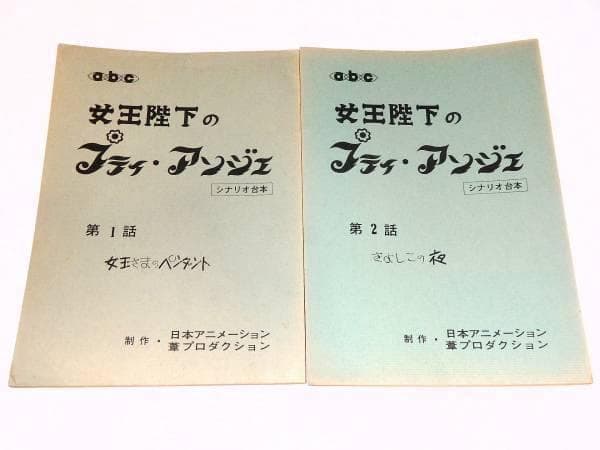 abc
女王陛下の
プティ・アンジェ
シナリオ台本
第1話
女王さまのペンダント
制作・日本アニメーション
葦プロダクション
abc
女王陛下の
プティ・アンジェ
シナリオ台本
第2話
きよしこの夜
制作・日本アニメーション
葦プロダクション